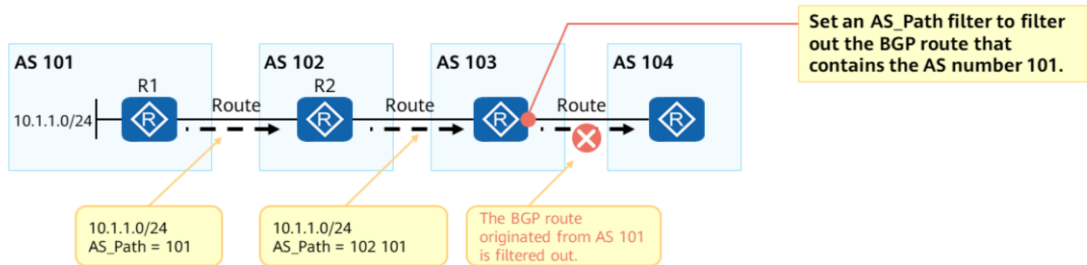 Set an AS_Path filter to filter
out the BGP route that
contains the AS number 101.
AS 101
AS 102
AS 103
AS 104
R1
R2
Route
Route
Route
10.1.1.0/24
R
R
R
R
10.1.1.0/24
AS_Path = 101
10.1.1.0/24
AS_Path = 102 101
The BGP route
originated from AS 101
is filtered out.